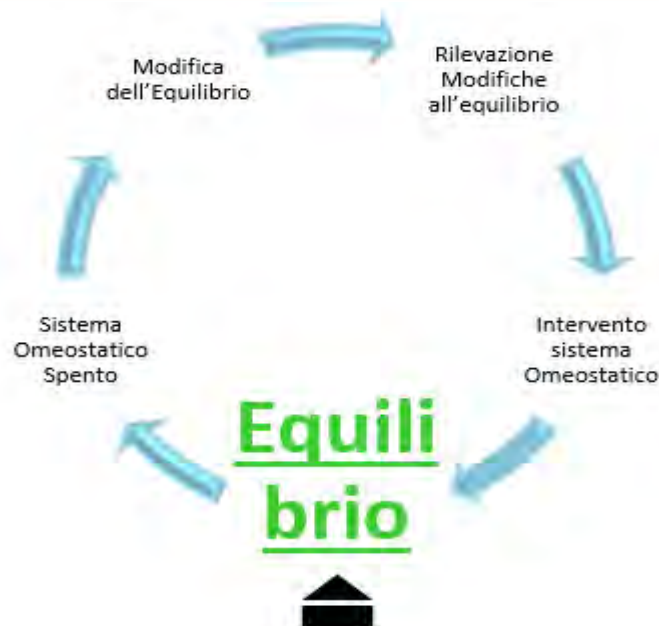 Modifica
dell'Equilibrio
Rilevazione
Modifiche
all'equilibrio
Intervento
sistema
Omeostatico
Equili
brio
Sistema
Omeostatico
Spento